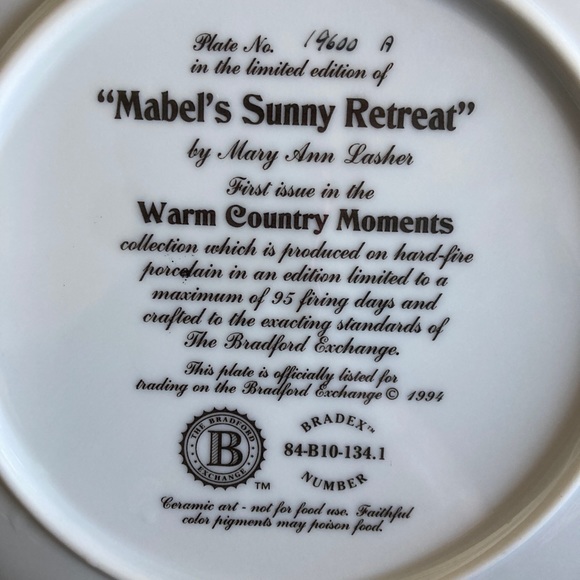 Plate No. 19600 A
in the limited edition of
“Mabel’s Sunny Retreat”
by Mary Ann Lasher
First issue in the
Warm Country Moments
collection which is produced on hard-fire
porcelain in an edition limited to a
maximum of 95 firing days and
crafted to the exacting standards of
The Bradford Exchange.
This plate is officially listed for
trading on the Bradford Exchange © 1994
THE BRADFORD
B
EXCHANGE
TM
BRADEX™
84-B10-134.1
NUMBER
Ceramic art - not for food use. Faithful
color pigments may poison food.